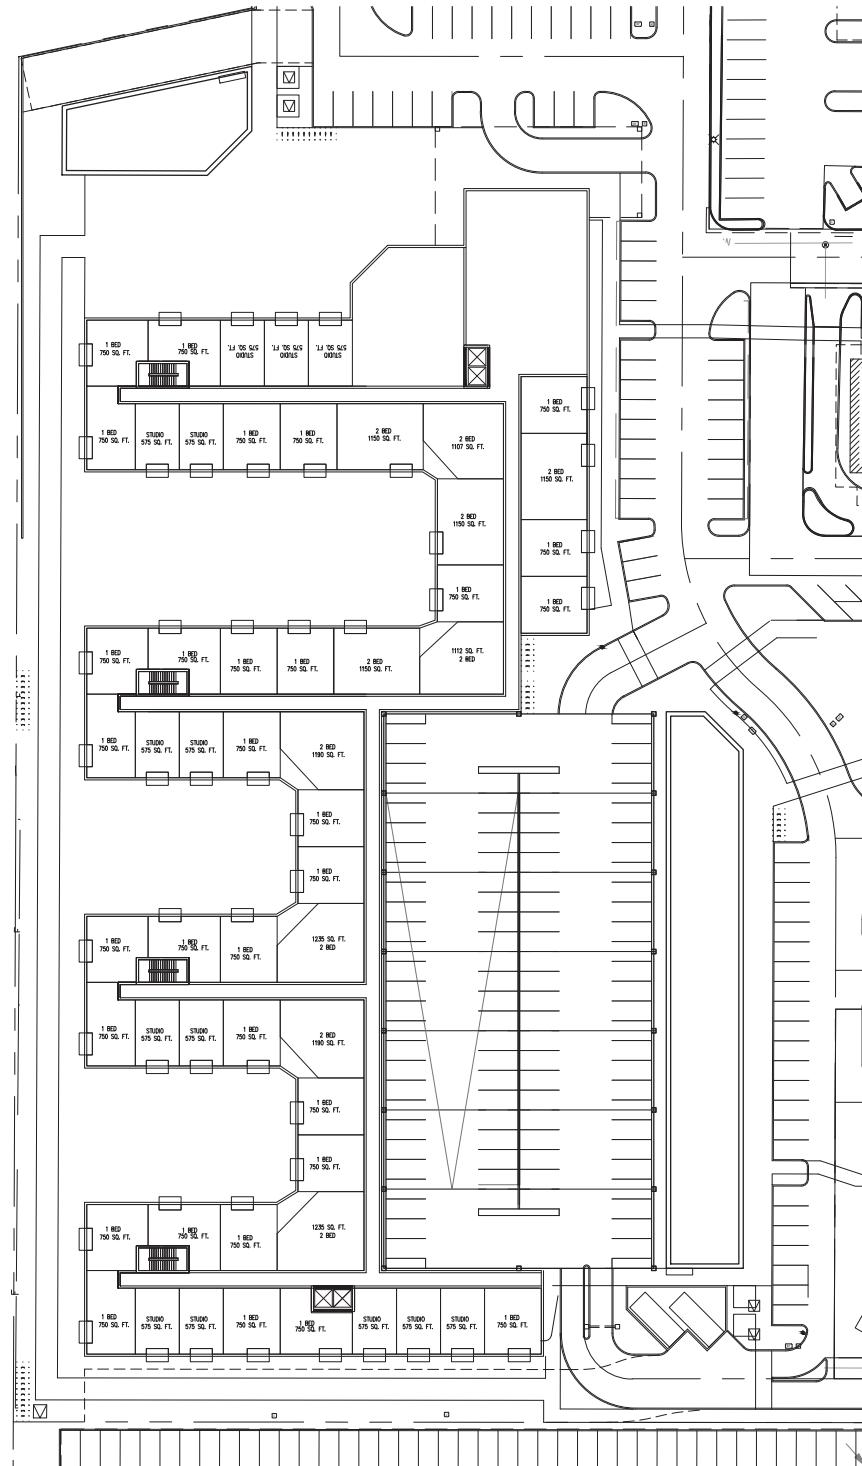 1 BED
750 SQ. FT.
1 BED
750 SQ. FT.
STUDIO
575 SQ. FT.
STUDIO
575 SQ. FT.
STUDIO
575 SQ. FT.
1 BED
750 SQ. FT.
1 BED
750 SQ. FT.
STUDIO
575 SQ. FT.
STUDIO
575 SQ. FT.
1 BED
750 SQ. FT.
1 BED
750 SQ. FT.
2 BED
1150 SQ. FT.
2 BED
1107 SQ. FT.
2 BED
1150 SQ. FT.
2 BED
1150 SQ. FT.
1 BED
750 SQ. FT.
1 BED
750 SQ. FT.
1 BED
750 SQ. FT.
1 BED
750 SQ. FT.
1 BED
750 SQ. FT.
1 BED
750 SQ. FT.
1 BED
750 SQ. FT.
2 BED
1150 SQ. FT.
1112 SQ. FT.
2 BED
1 BED
750 SQ. FT.
STUDIO
575 SQ. FT.
STUDIO
575 SQ. FT.
1 BED
750 SQ. FT.
2 BED
1190 SQ. FT.
1 BED
750 SQ. FT.
1 BED
750 SQ. FT.
1 BED
750 SQ. FT.
1 BED
750 SQ. FT.
1 BED
750 SQ. FT.
1235 SQ. FT.
2 BED
1 BED
750 SQ. FT.
STUDIO
575 SQ. FT.
STUDIO
575 SQ. FT.
1 BED
750 SQ. FT.
2 BED
1190 SQ. FT.
1 BED
750 SQ. FT.
1 BED
750 SQ. FT.
1 BED
750 SQ. FT.
1 BED
750 SQ. FT.
1 BED
750 SQ. FT.
1235 SQ. FT.
2 BED
1 BED
750 SQ. FT.
STUDIO
575 SQ. FT.
STUDIO
575 SQ. FT.
1 BED
750 SQ. FT.
1 BED
750 SQ. FT.
STUDIO
575 SQ. FT.
STUDIO
575 SQ. FT.
STUDIO
575 SQ. FT.
1 BED
750 SQ. FT.